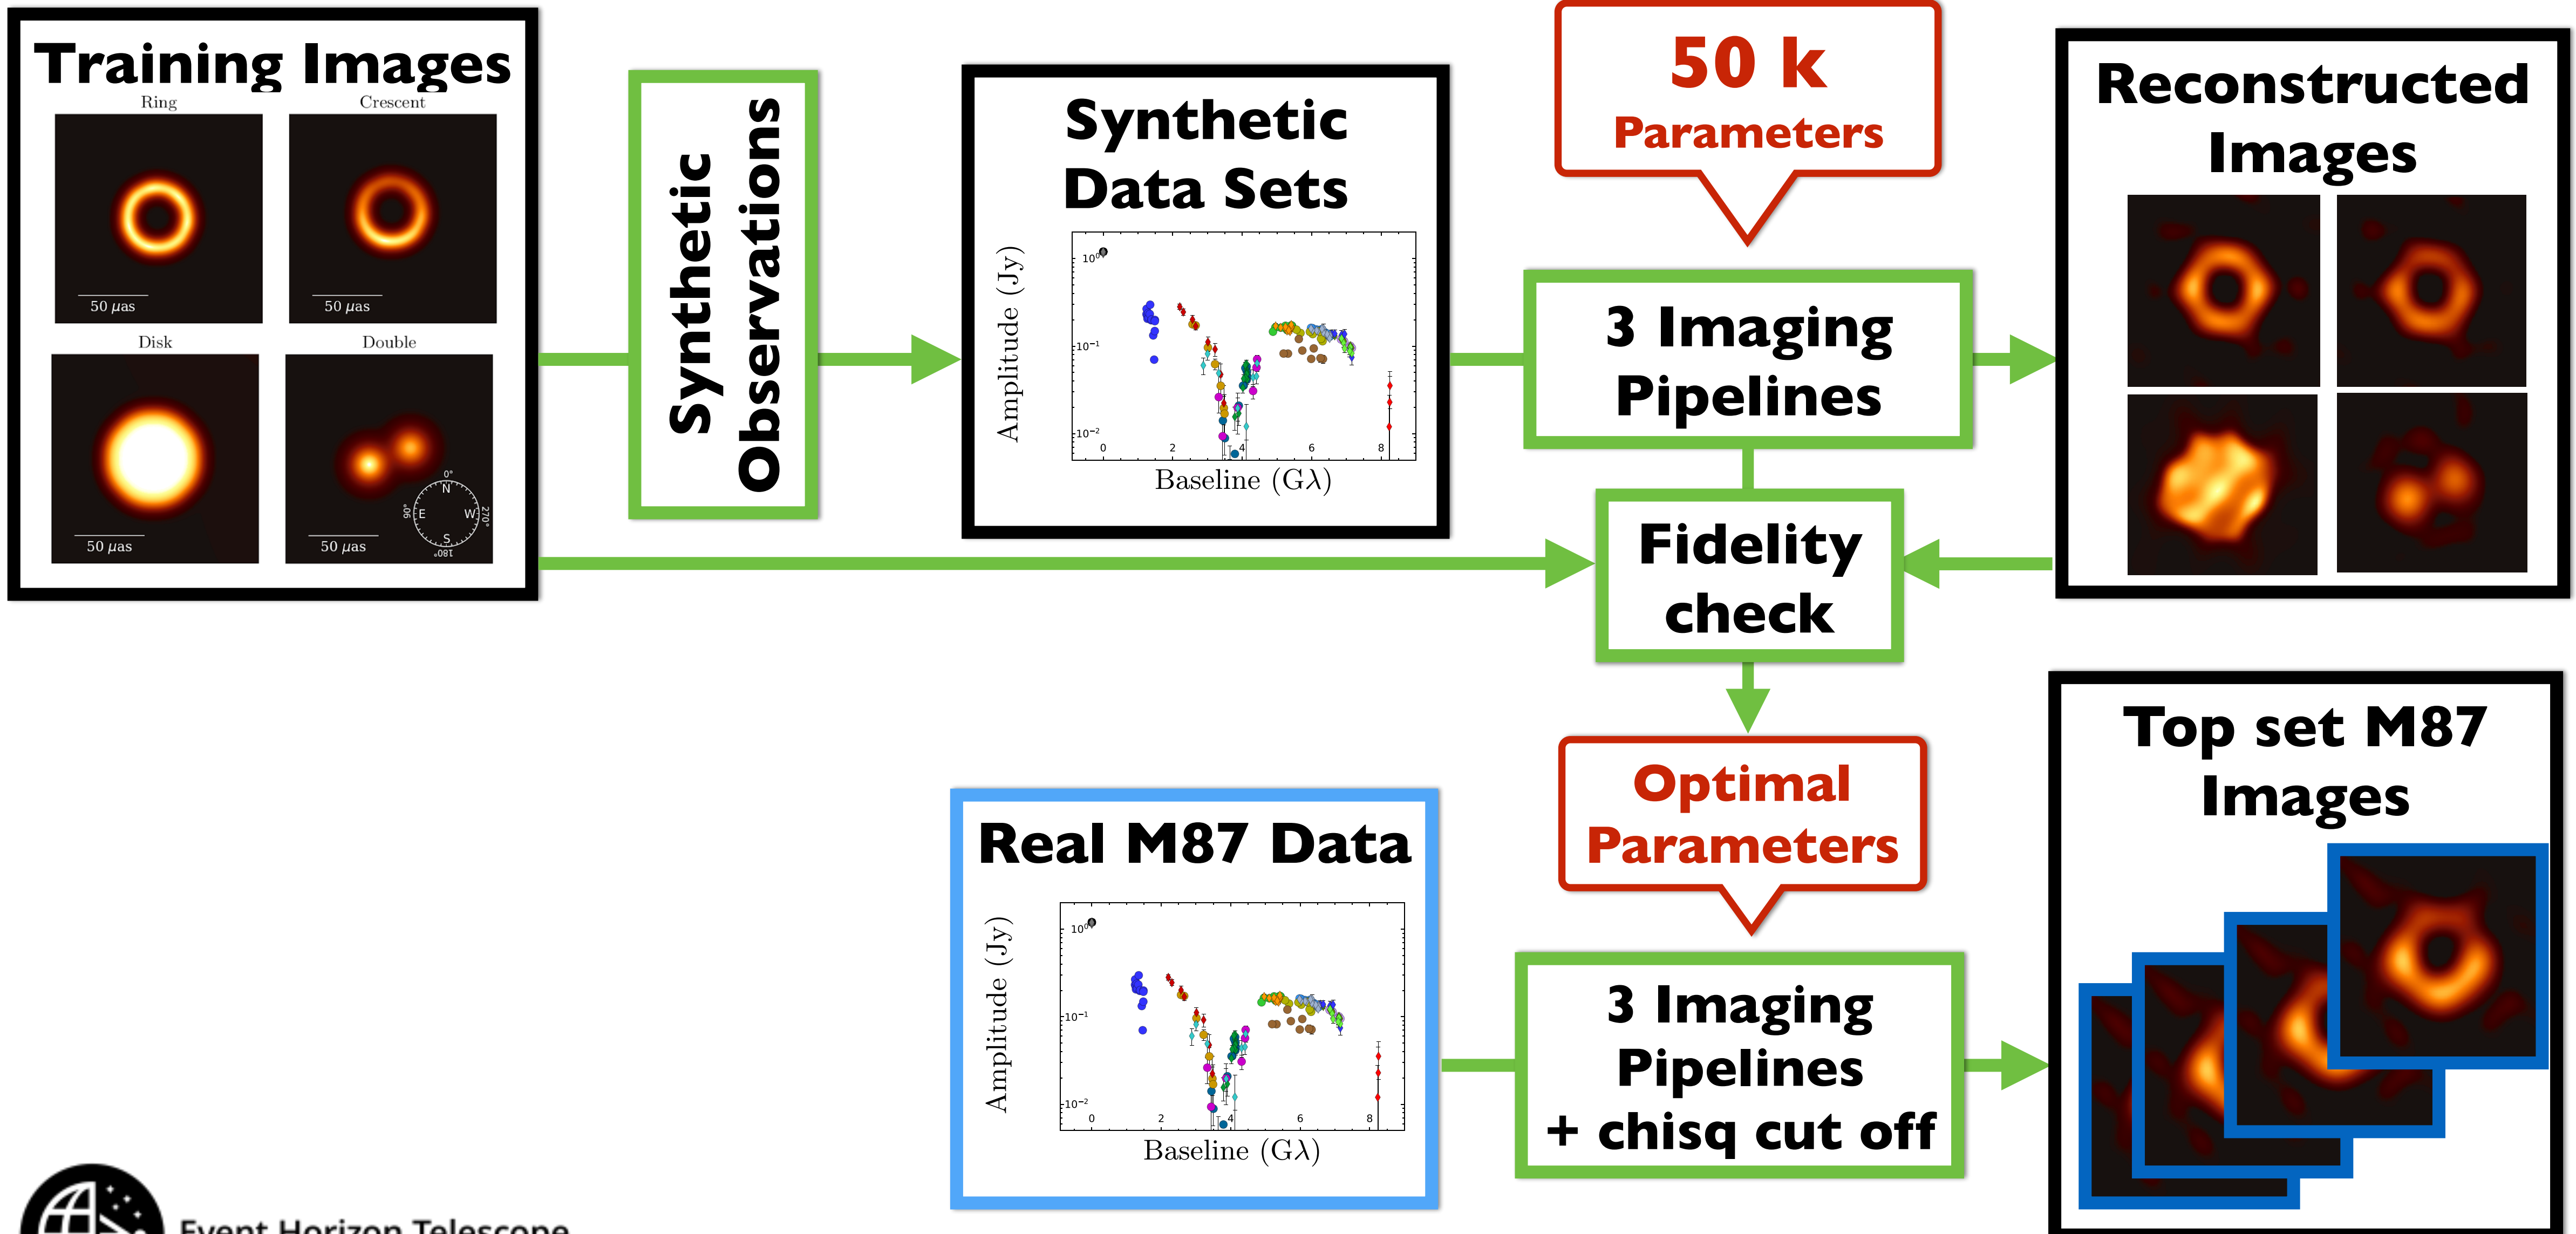 Training Images
Ring
Crescent
50 μas
50 μas
Disk
Double
50 μas
50 μas
0°
N
90°
E
W
270°
S
180°
Synthetic
Observations
Synthetic
Data Sets
Amplitude (Jy)
10⁰
10⁻¹
10⁻²
0
2
4
6
8
Baseline (Gλ)
50 k
Parameters
3 Imaging
Pipelines
Reconstructed
Images
Fidelity
check
Optimal
Parameters
Real M87 Data
Amplitude (Jy)
10⁰
10⁻¹
10⁻²
0
2
4
6
8
Baseline (Gλ)
3 Imaging
Pipelines
+ chisq cut off
Top set M87
Images
Event Horizon Telescope